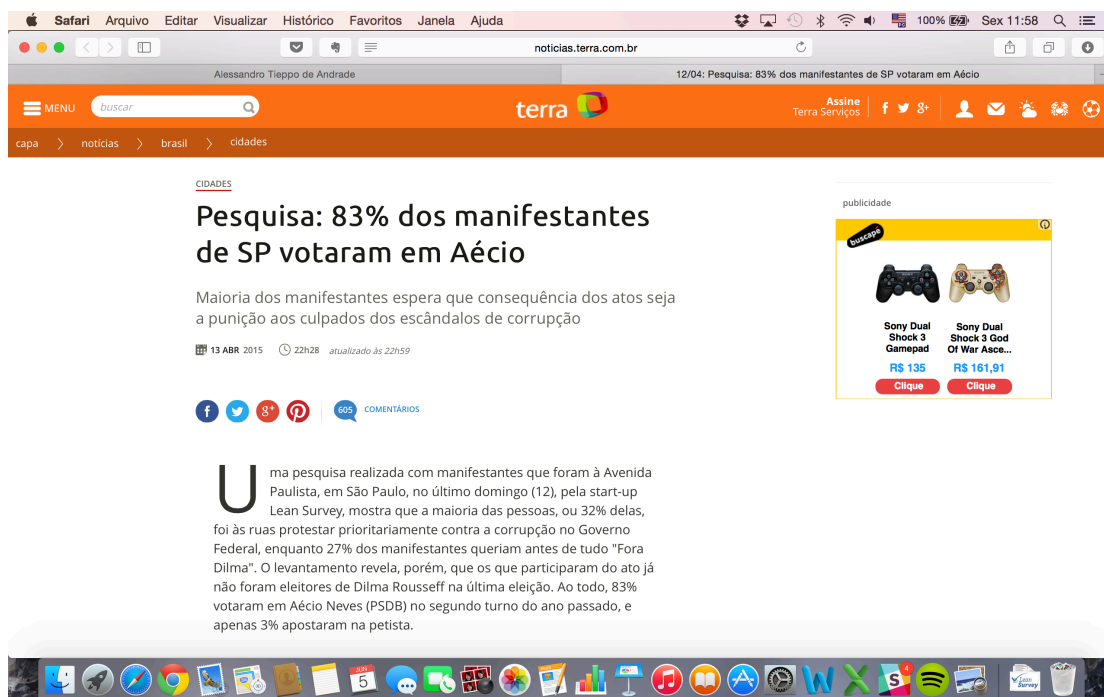 Safari Arquivo Editar Visualizar Histórico Favoritos Janela Ajuda 100% Sex 11:58
noticias.terra.com.br
Alessandro Tieppo de Andrade
12/04: Pesquisa: 83% dos manifestantes de SP votaram em Aécio
MENU
buscar
terra
Assine
Terra Serviços
capa
notícias
brasil
cidades
CIDADES
Pesquisa: 83% dos manifestantes
de SP votaram em Aécio
Maioria dos manifestantes espera que consequência dos atos seja
a punição aos culpados dos escândalos de corrupção
13 ABR 2015 22h28 atualizado às 22h59
605 COMENTÁRIOS
Uma pesquisa realizada com manifestantes que foram à Avenida
Paulista, em São Paulo, no último domingo (12), pela start-up
Lean Survey, mostra que a maioria das pessoas, ou 32% delas,
foi às ruas protestar prioritariamente contra a corrupção no Governo
Federal, enquanto 27% dos manifestantes queriam antes de tudo "Fora
Dilma". O levantamento revela, porém, que os que participaram do ato já
não foram eleitores de Dilma Rousseff na última eleição. Ao todo, 83%
votaram em Aécio Neves (PSDB) no segundo turno do ano passado, e
apenas 3% apostaram na petista.
publicidade
buscapé
Sony Dual
Shock 3
Gamepad
R$ 135
Clique
Sony Dual
Shock 3 God
Of War Asce...
R$ 161,91
Clique
JUN
5
4
Lean
Survey